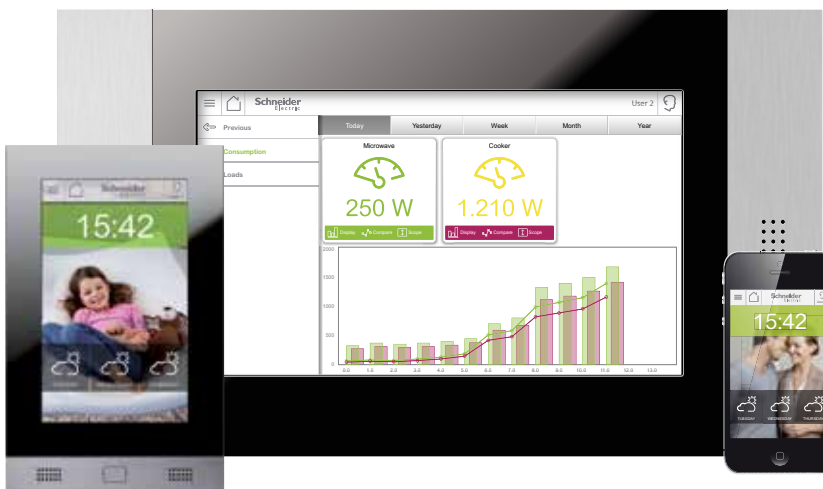 Schneider
Electric
User 2
Previous
Today
Yesterday
Week
Month
Year
Consumption
Loads
Microwave
250 W
Display
Compare
Scope
Cooker
1.210 W
Display
Compare
Scope
2000
1500
1000
500
0
0.0 1.0 2.0 3.0 4.0 5.0 6.0 7.0 8.0 9.0 10.0 11.0 12.0 13.0
Schneider
15:42
Schneider
15:42
TUESDAY
WEDNESDAY
THURSDAY